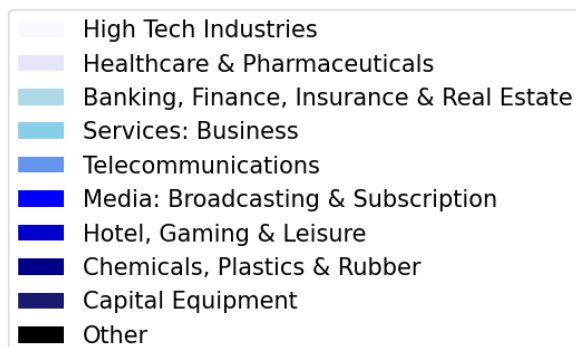 High Tech Industries
Healthcare & Pharmaceuticals
Banking, Finance, Insurance & Real Estate
Services: Business
Telecommunications
Media: Broadcasting & Subscription
Hotel, Gaming & Leisure
Chemicals, Plastics & Rubber
Capital Equipment
Other